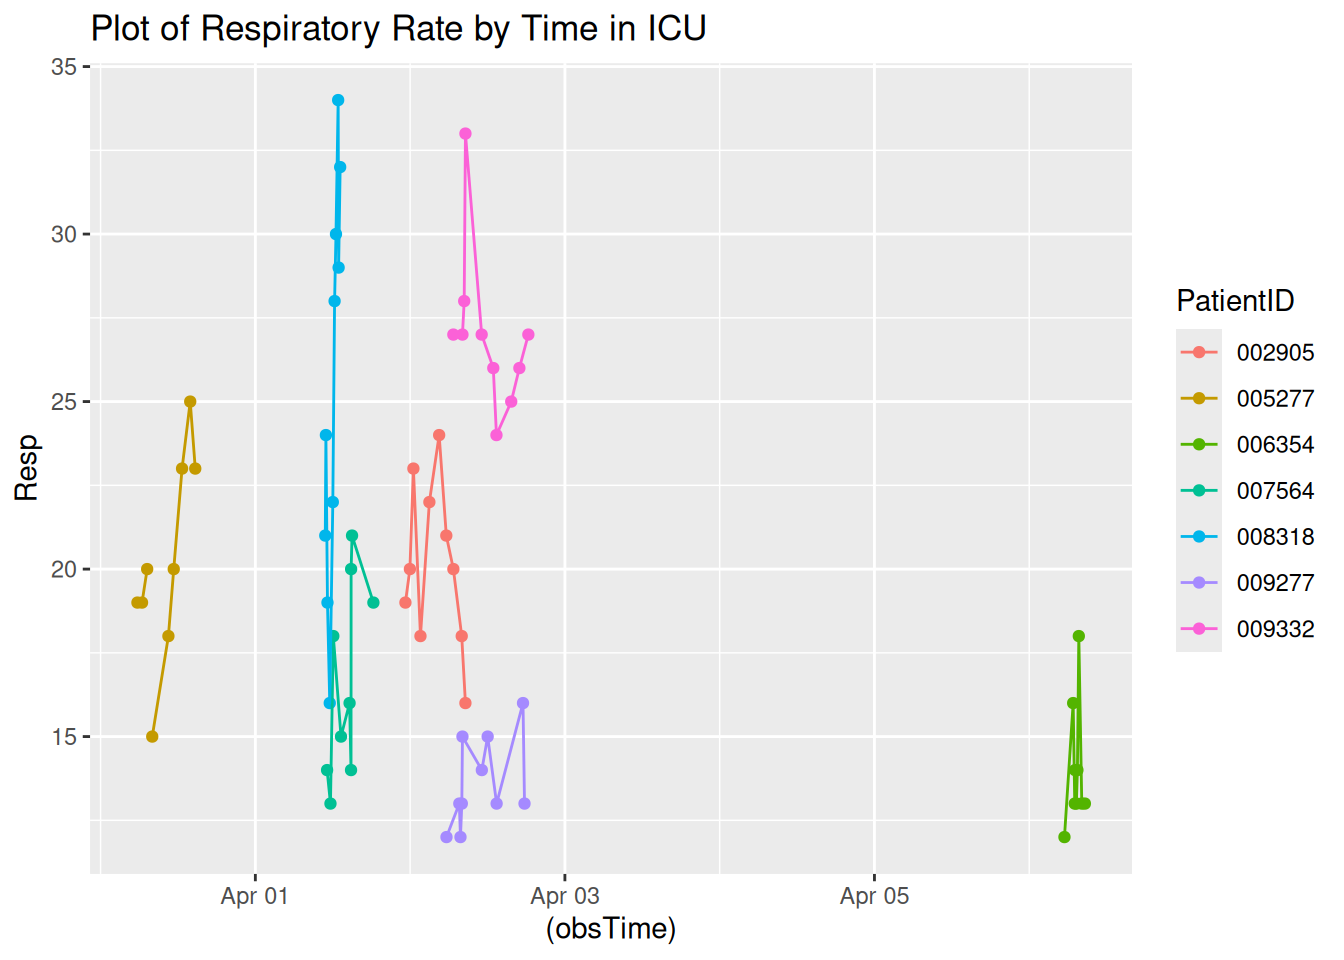 Plot of Respiratory Rate by Time in ICU
35
30
25
20
15
Resp
Apr 01
Apr 03
Apr 05
(obsTime)
PatientID
002905
005277
006354
007564
008318
009277
009332